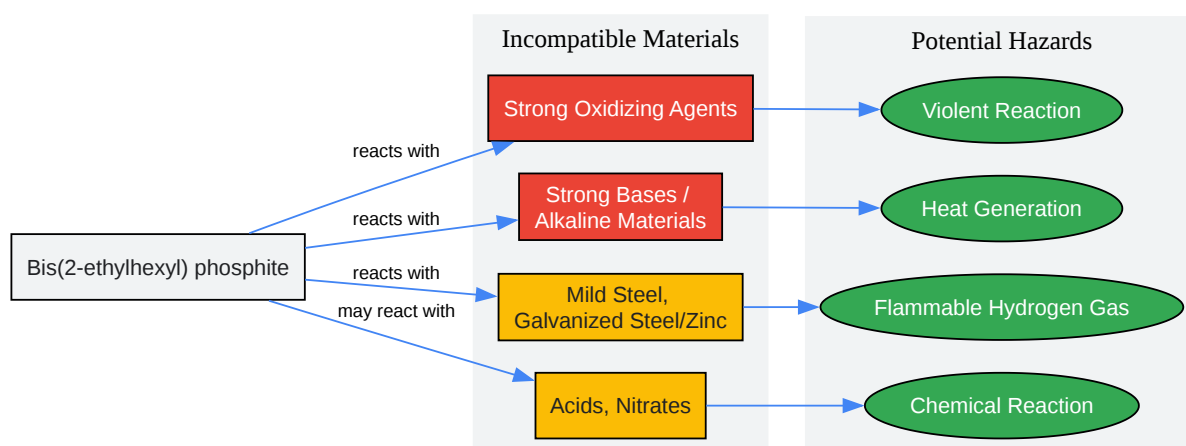 Incompatible Materials
Potential Hazards
Strong Oxidizing Agents
Violent Reaction
reacts with
Strong Bases /
Alkaline Materials
Heat Generation
reacts with
Bis(2-ethylhexyl) phosphite
reacts with
Mild Steel,
Galvanized Steel/Zinc
Flammable Hydrogen Gas
may react with
Acids, Nitrates
Chemical Reaction